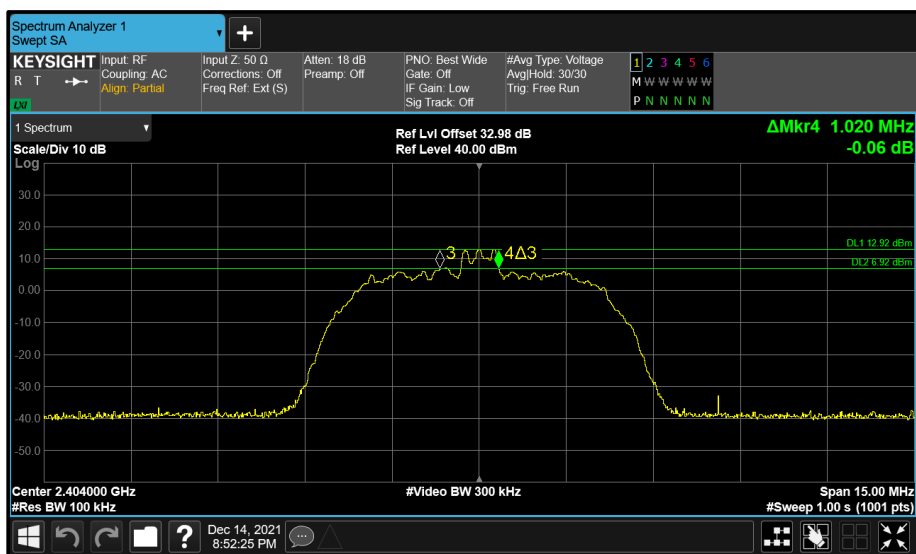 Spectrum Analyzer 1
Swept SA
+
KEYSIGHT
R T
LXI
Input: RF
Coupling: AC
Align: Partial
Input Z: 50 Ω
Corrections: Off
Freq Ref: Ext (S)
Atten: 18 dB
Preamp: Off
PNO: Best Wide
Gate: Off
IF Gain: Low
Sig Track: Off
#Avg Type: Voltage
Avg|Hold: 30/30
Trig: Free Run
1 2 3 4 5 6
M W W W W W
P N N N N N
1 Spectrum
Scale/Div 10 dB
Log
Ref Lvl Offset 32.98 dB
Ref Level 40.00 dBm
ΔMkr4 1.020 MHz
-0.06 dB
30.0
20.0
10.0
0.00
-10.0
-20.0
-30.0
-40.0
-50.0
3
4Δ3
DL1 12.92 dBm
DL2 6.92 dBm
Center 2.404000 GHz
#Res BW 100 kHz
#Video BW 300 kHz
Span 15.00 MHz
#Sweep 1.00 s (1001 pts)
?
Dec 14, 2021
8:52:25 PM